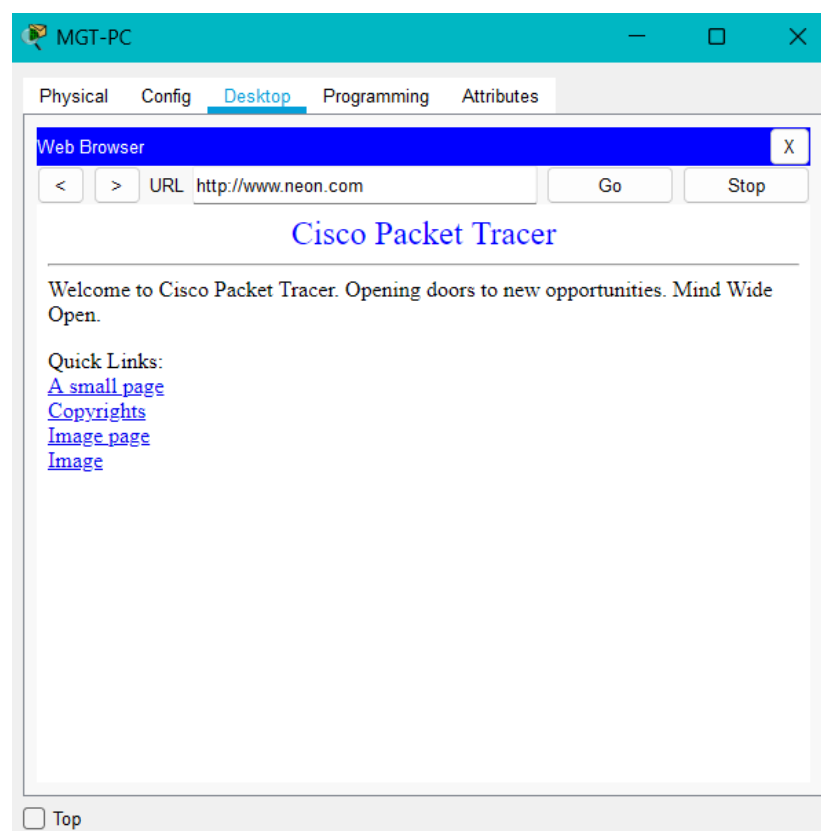 MGT-PC
Physical Config Desktop Programming Attributes
Web Browser X
< > URL http://www.neon.com Go Stop
Cisco Packet Tracer
Welcome to Cisco Packet Tracer. Opening doors to new opportunities. Mind Wide
Open.
Quick Links:
A small page
Copyrights
Image page
Image
Top